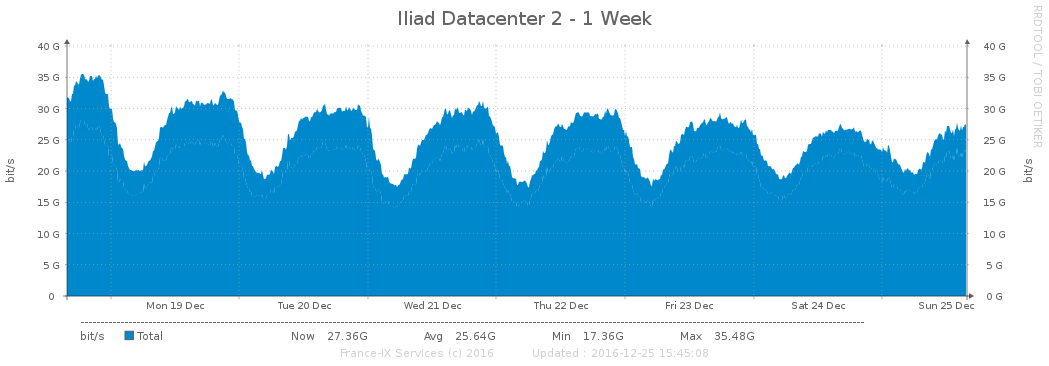 Iliad Datacenter 2 - 1 Week
RRDTOOL / TOBI OETIKER
bit/s
40 G 40 G
35 G 35 G
30 G 30 G
25 G 25 G
20 G 20 G
15 G 15 G
10 G 10 G
5 G 5 G
0 0 G
bit/s
Mon 19 Dec Tue 20 Dec Wed 21 Dec Thu 22 Dec Fri 23 Dec Sat 24 Dec Sun 25 Dec
bit/s Total Now 27.36G Avg 25.64G Min 17.36G Max 35.48G
France-IX Services (c) 2016 Updated : 2016-12-25 15:45:08